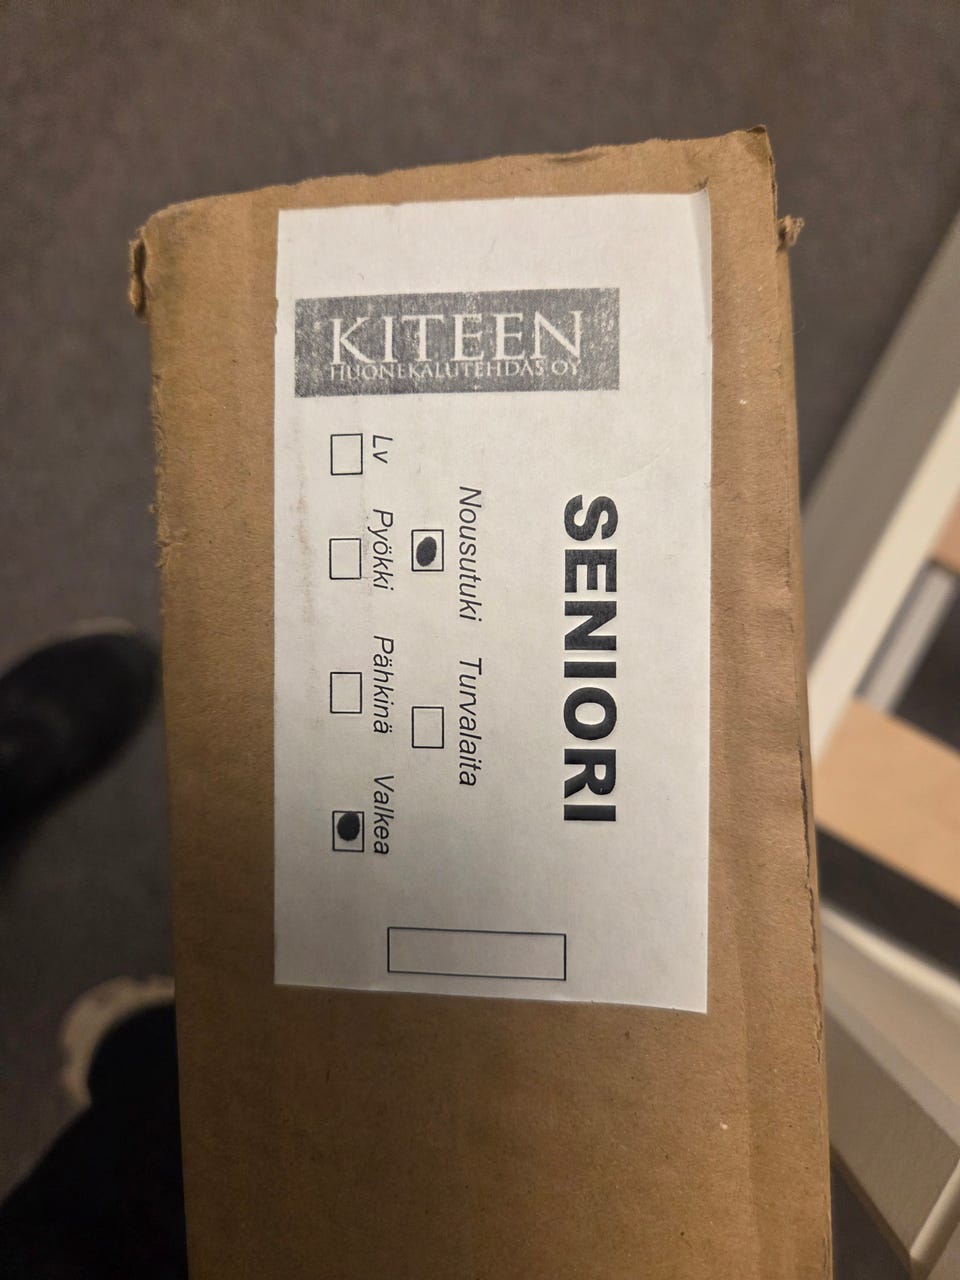 KITEEN
HUONEKALUTEHDAS OY
SENIORI
Nousutuki Turvalaita
Lv Pyökki Pähkinä Valkea